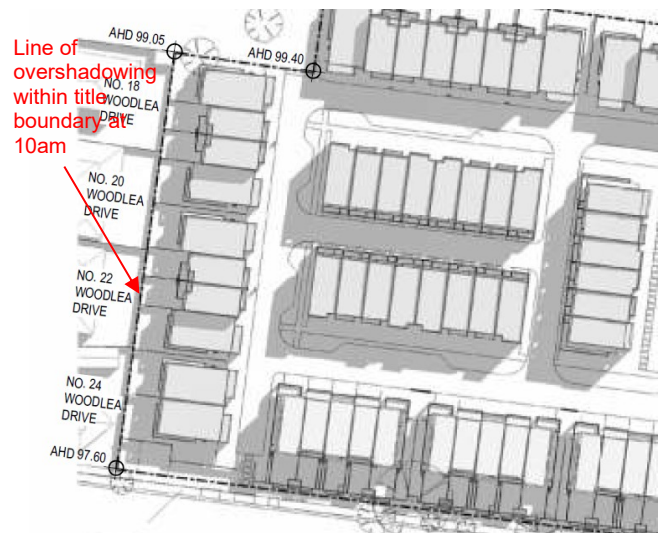 AHD 99.05
AHD 99.40
Line of
overshadowing
within title
boundary at
10am
NO. 18
WOODLEA
DRIVE
NO. 20
WOODLEA
DRIVE
NO. 22
WOODLEA
DRIVE
NO. 24
WOODLEA
DRIVE
AHD 97.60